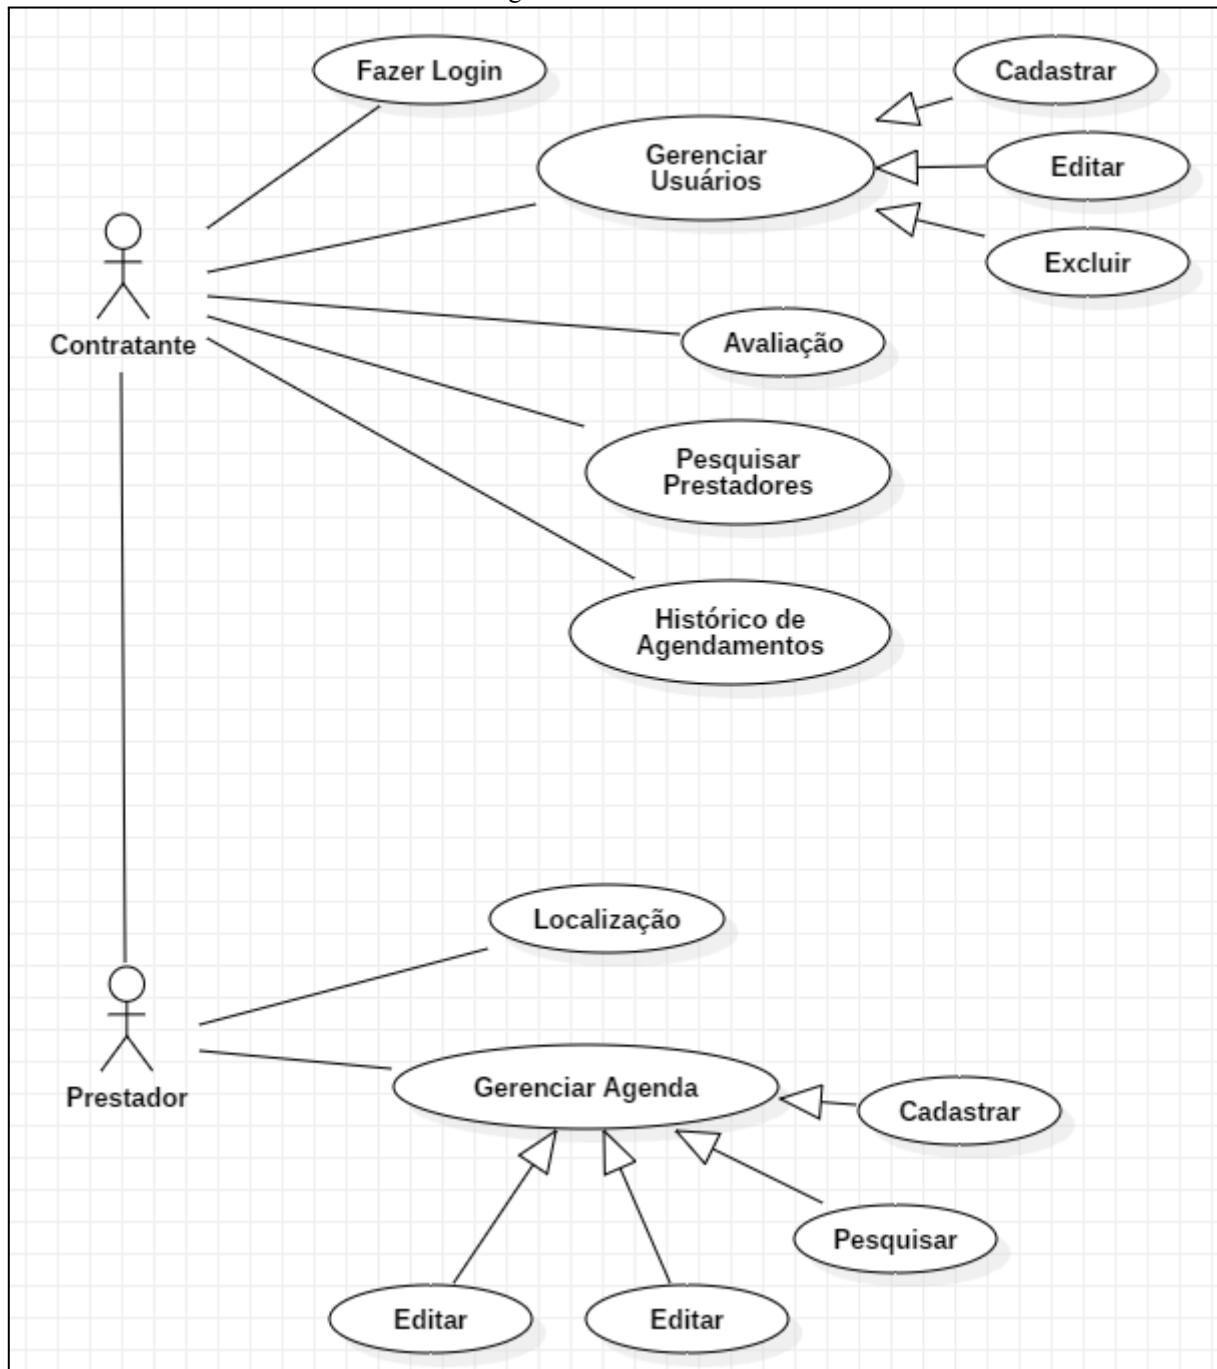 Fazer Login
Cadastrar
Gerenciar
Usuários
Editar
Excluir
Contratante
Avaliação
Pesquisar
Prestadores
Histórico de
Agendamentos
Localização
Prestador
Gerenciar Agenda
Cadastrar
Pesquisar
Editar
Editar